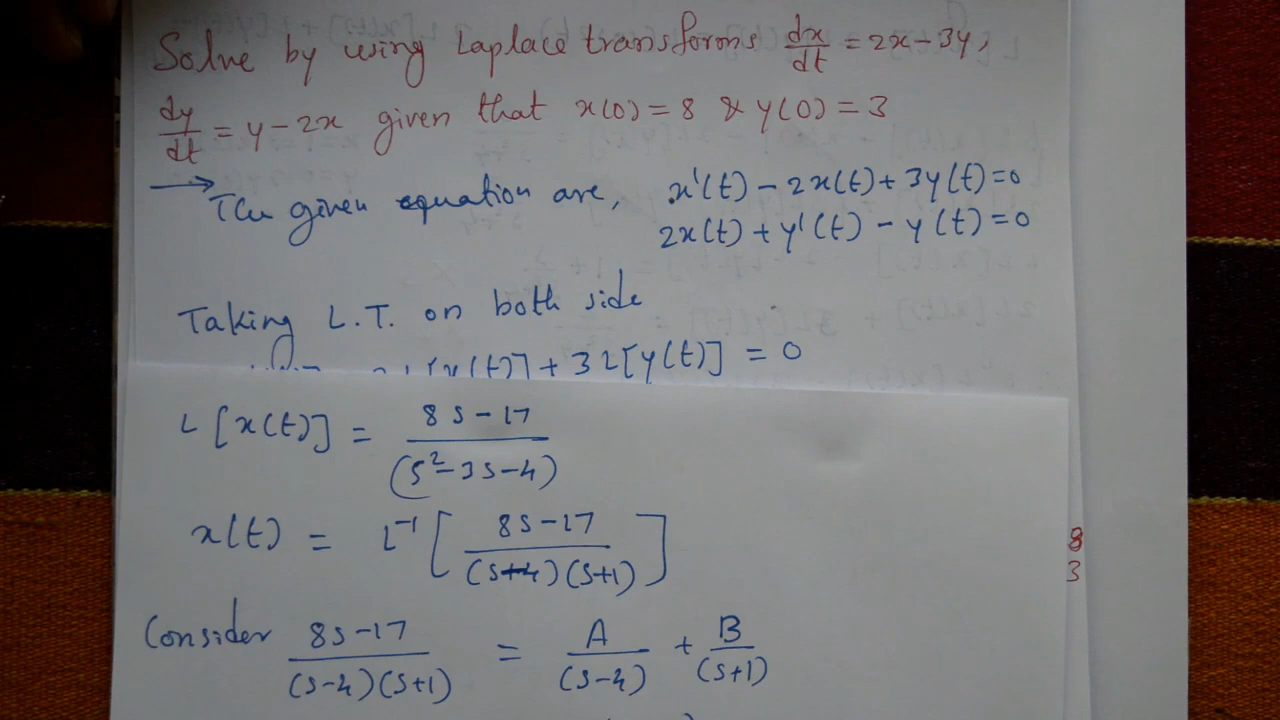 Solve by using Laplace transforms dx/dt = 2x - 3y,
dy/dt = y - 2x given that x(0) = 8 & y(0) = 3
→ The given equation are, x'(t) - 2x(t) + 3y(t) = 0
2x(t) + y'(t) - y(t) = 0
Taking L.T. on both side
[x(t)] + 3L[y(t)] = 0
L[x(t)] = 8s-17 / (s²-3s-4)
x(t) = L⁻¹[8s-17 / (s-4)(s+1)]
8
3
Consider 8s-17 / (s-4)(s+1) = A/(s-4) + B/(s+1)